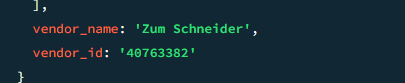 ],
vendor_name: 'Zum Schneider',
vendor_id: '40763382'
}